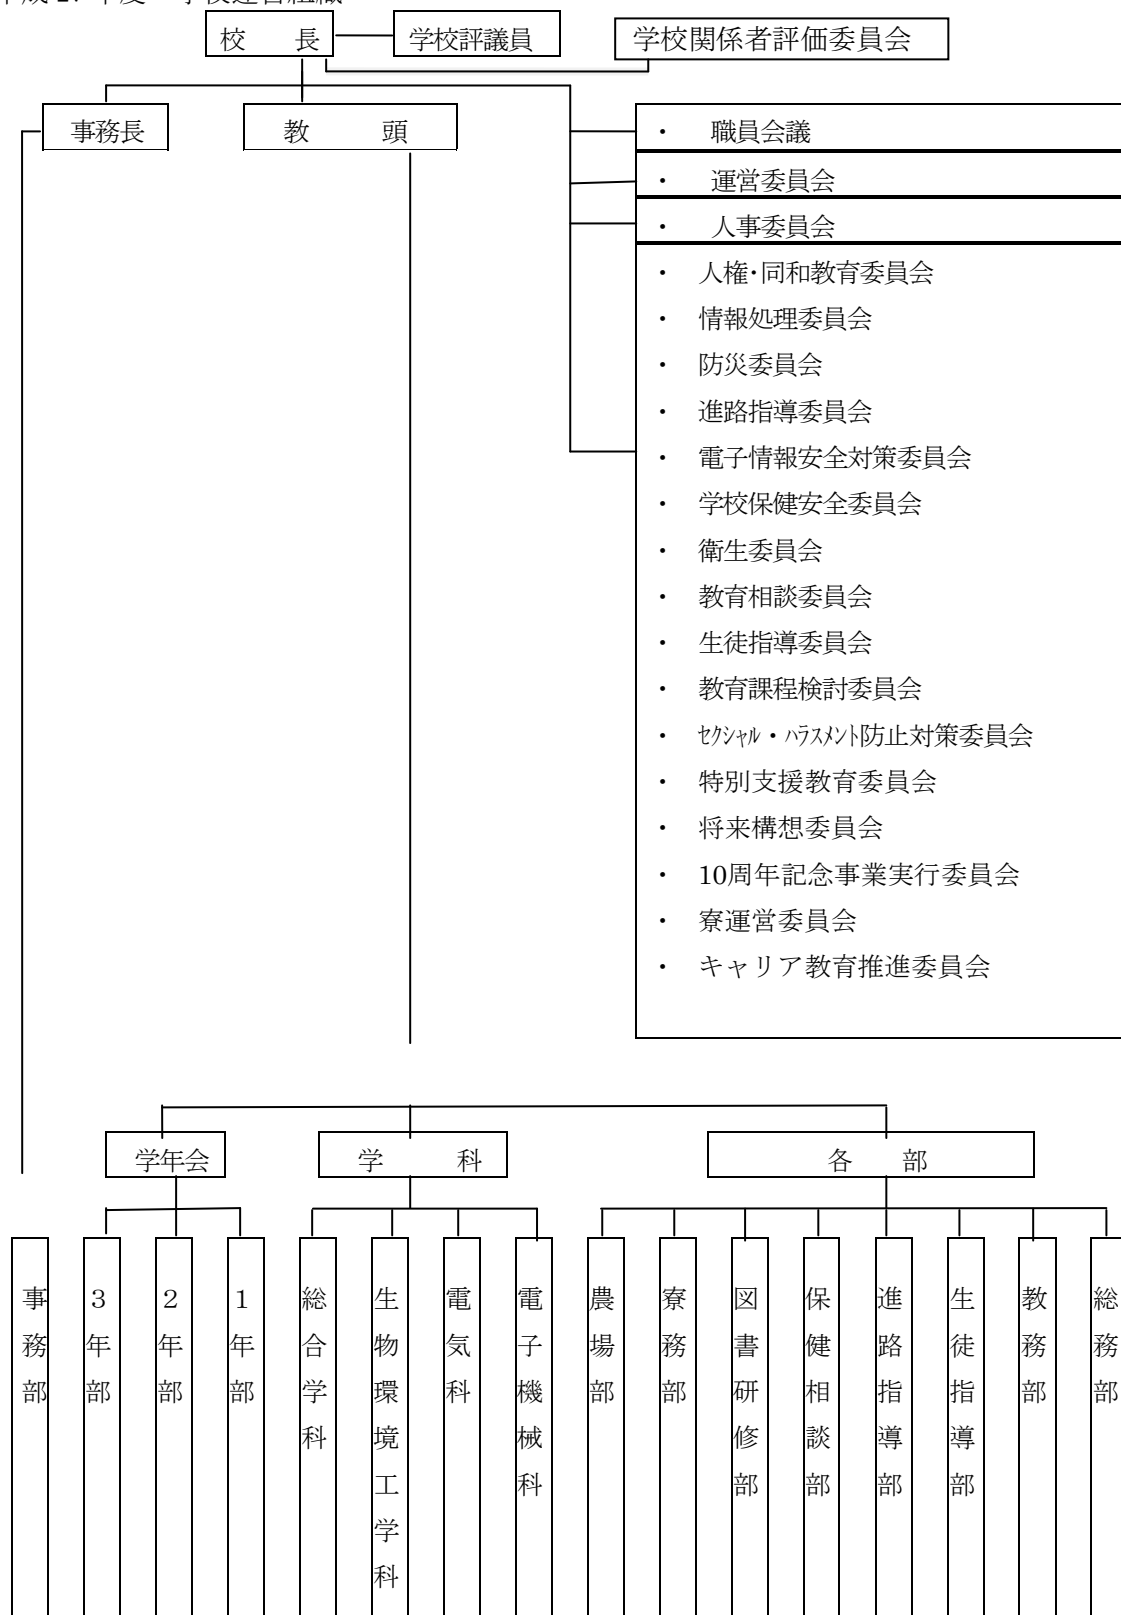 校　長
学校評議員
学校関係者評価委員会
事務長
教　頭
・ 職員会議
・ 運営委員会
・ 人事委員会
・ 人権・同和教育委員会
・ 情報処理委員会
・ 防災委員会
・ 進路指導委員会
・ 電子情報安全対策委員会
・ 学校保健安全委員会
・ 衛生委員会
・ 教育相談委員会
・ 生徒指導委員会
・ 教育課程検討委員会
・ ｾｸｼｬﾙ・ﾊﾗｽﾒﾝﾄ防止対策委員会
・ 特別支援教育委員会
・ 将来構想委員会
・ 10周年記念事業実行委員会
・ 寮運営委員会
・ キャリア教育推進委員会
学年会
学　科
各　部
事務部
３年部
２年部
１年部
総合学科
生物環境工学科
電気科
電子機械科
農場部
寮務部
図書研修部
保健相談部
進路指導部
生徒指導部
教務部
総務部